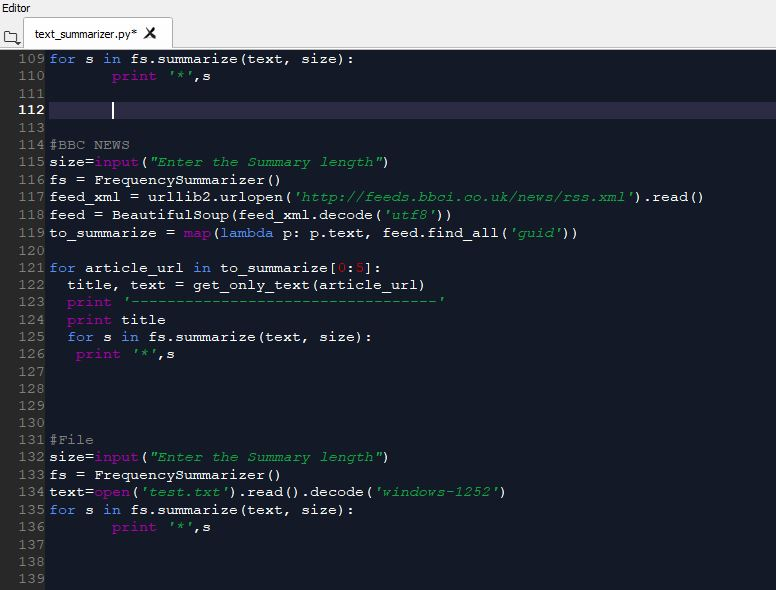 Editor
text_summarizer.py*
109 for s in fs.summarize(text, size):
110         print '*',s
111
112
113
114 #BBC NEWS
115 size=input("Enter the Summary length")
116 fs = FrequencySummarizer()
117 feed_xml = urllib2.urlopen('http://feeds.bbci.co.uk/news/rss.xml').read()
118 feed = BeautifulSoup(feed_xml.decode('utf8'))
119 to_summarize = map(lambda p: p.text, feed.find_all('guid'))
120
121 for article_url in to_summarize[0:5]:
122   title, text = get_only_text(article_url)
123   print '----------------------------------'
124   print title
125   for s in fs.summarize(text, size):
126    print '*',s
127
128
129
130
131 #File
132 size=input("Enter the Summary length")
133 fs = FrequencySummarizer()
134 text=open('test.txt').read().decode('windows-1252')
135 for s in fs.summarize(text, size):
136         print '*',s
137
138
139